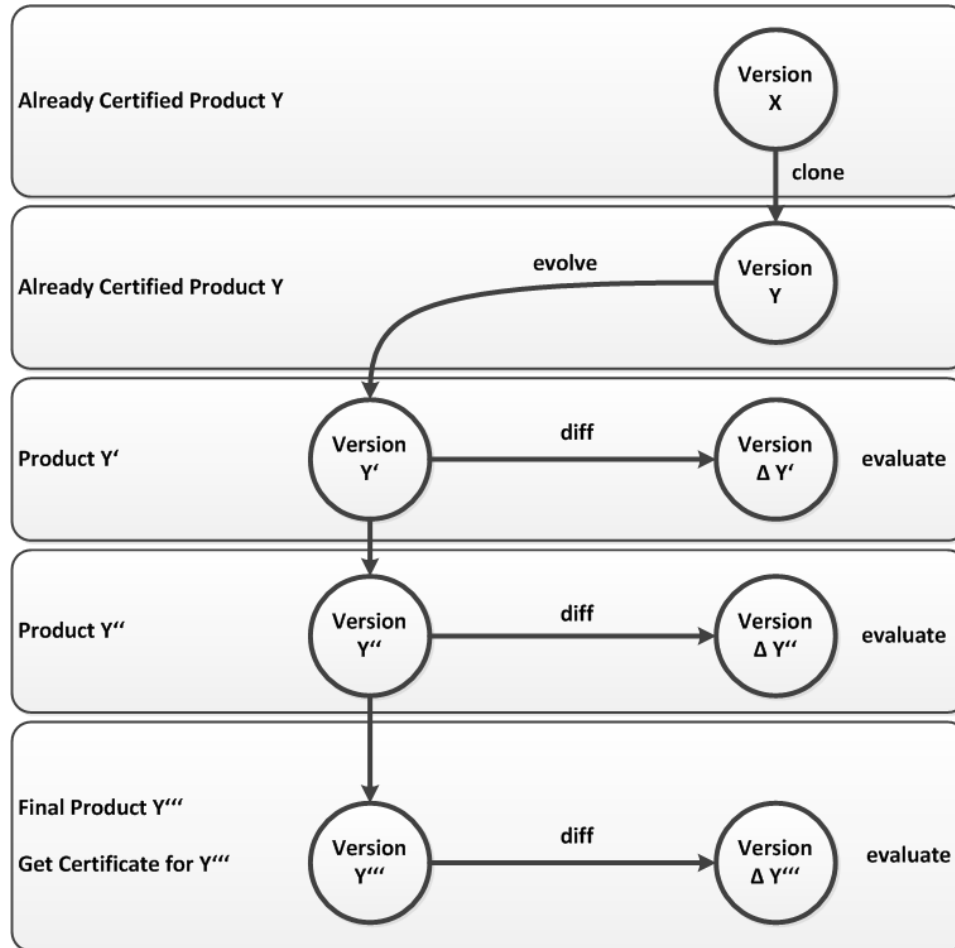 Already Certified Product Y
Version
X
clone
Already Certified Product Y
evolve
Version
Y
Product Y‘
Version
Y‘
diff
Version
Δ Y‘
evaluate
Product Y‘‘
Version
Y‘‘
diff
Version
Δ Y‘‘
evaluate
Final Product Y‘‘‘
Get Certificate for Y‘‘‘
Version
Y‘‘‘
diff
Version
Δ Y‘‘‘
evaluate